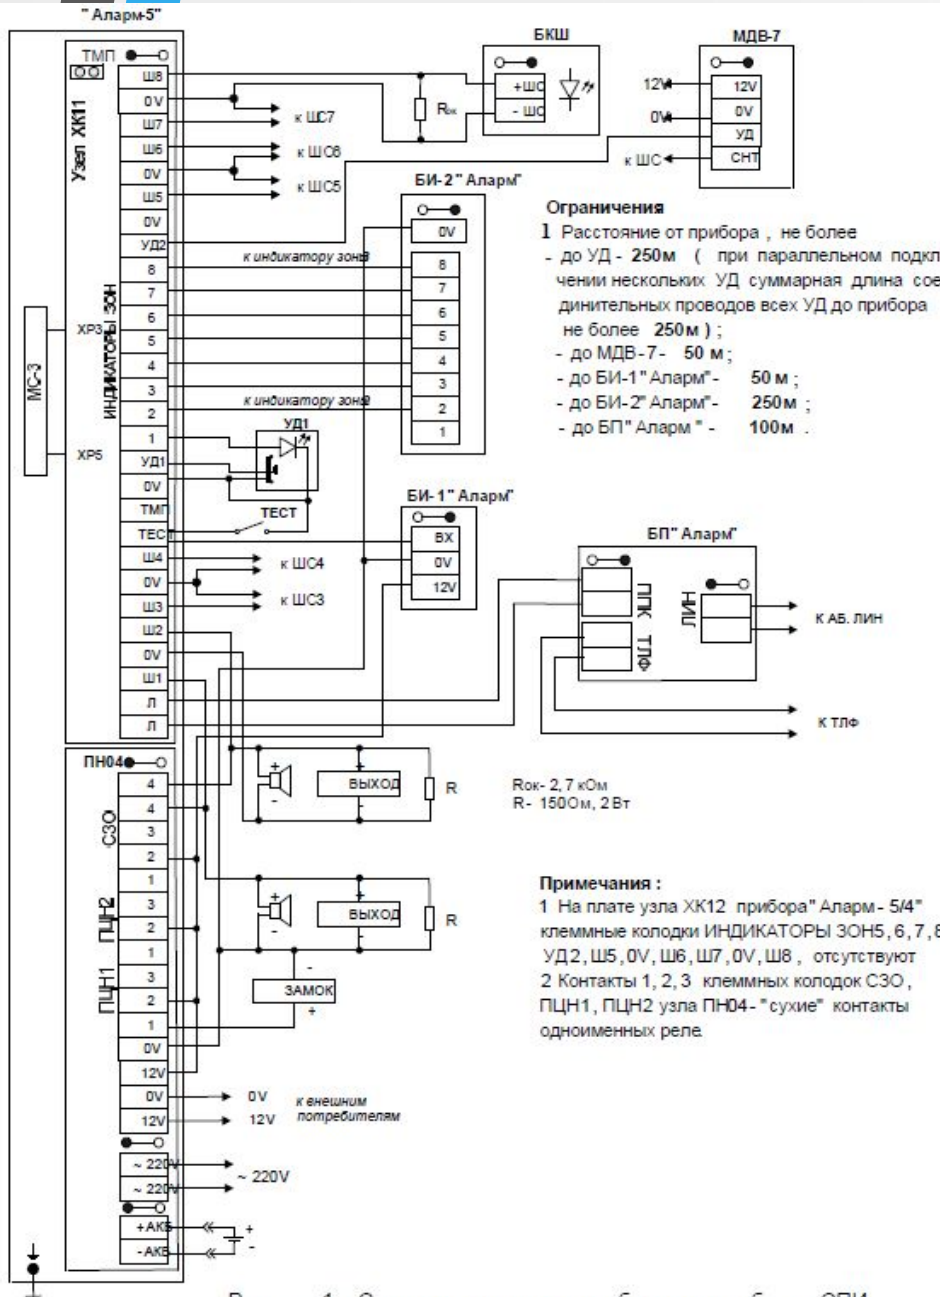 " Аларм-5"
ТМП
Узел ХК11
Ш8
0V
Ш7
Ш6
0V
Ш5
0V
УД2
8
7
6
5
4
3
2
1
УД1
0V
ТМП
ТЕСТ
Ш4
0V
Ш3
Ш2
0V
Ш1
Л
Л
ИНДИКАТОРЫ ЗОН
МС-3
ХР3
ХР5
к ШС7
к ШС6
к ШС5
к индикатору зоны8
к индикатору зоны2
УД1
ТЕСТ
к ШС4
к ШС3
Rок
БКШ
+ШС
- ШС
МДВ-7
12V
0V
УД
СНТ
12V
0V
к ШС
БИ-2" Аларм"
0V
8
7
6
5
4
3
2
1
БИ-1" Аларм"
ВХ
0V
12V
БП" Аларм"
ППК
ТЛФ
ЛИН
К АБ. ЛИН
К ТЛФ
Ограничения
1 Расстояние от прибора , не более
- до УД - 250м ( при параллельном подкл
чении нескольких УД суммарная длина сое
динительных проводов всех УД до прибора
не более 250м ) ;
- до МДВ-7- 50 м ;
- до БИ-1" Аларм"- 50 м ;
- до БИ-2" Аларм"- 250м ;
- до БП" Аларм " - 100м .
ПН04
4
4
3
2
1
3
2
1
3
2
1
0V
12V
0V
12V
СЗО
ПЦН2
ПЦН1
~ 220V
~ 220V
+АКБ
-АКБ
+
-
+
ВЫХОД
-
R
+
-
+
ВЫХОД
-
R
-
ЗАМОК
+
0V
12V
к внешним
потребителям
~ 220V
+
-
Rок- 2, 7 кОм
R- 150Ом, 2 Вт
Примечания :
1 На плате узла ХК12 прибора" Аларм - 5/4"
клеммные колодки ИНДИКАТОРЫ ЗОН5, 6, 7, 8
УД2, Ш5, 0V, Ш6, Ш7, 0V, Ш8 , отсутствуют
2 Контакты 1, 2, 3 клеммных колодок СЗО ,
ПЦН1, ПЦН2 узла ПН04- " сухие" контакты
одноименных реле.